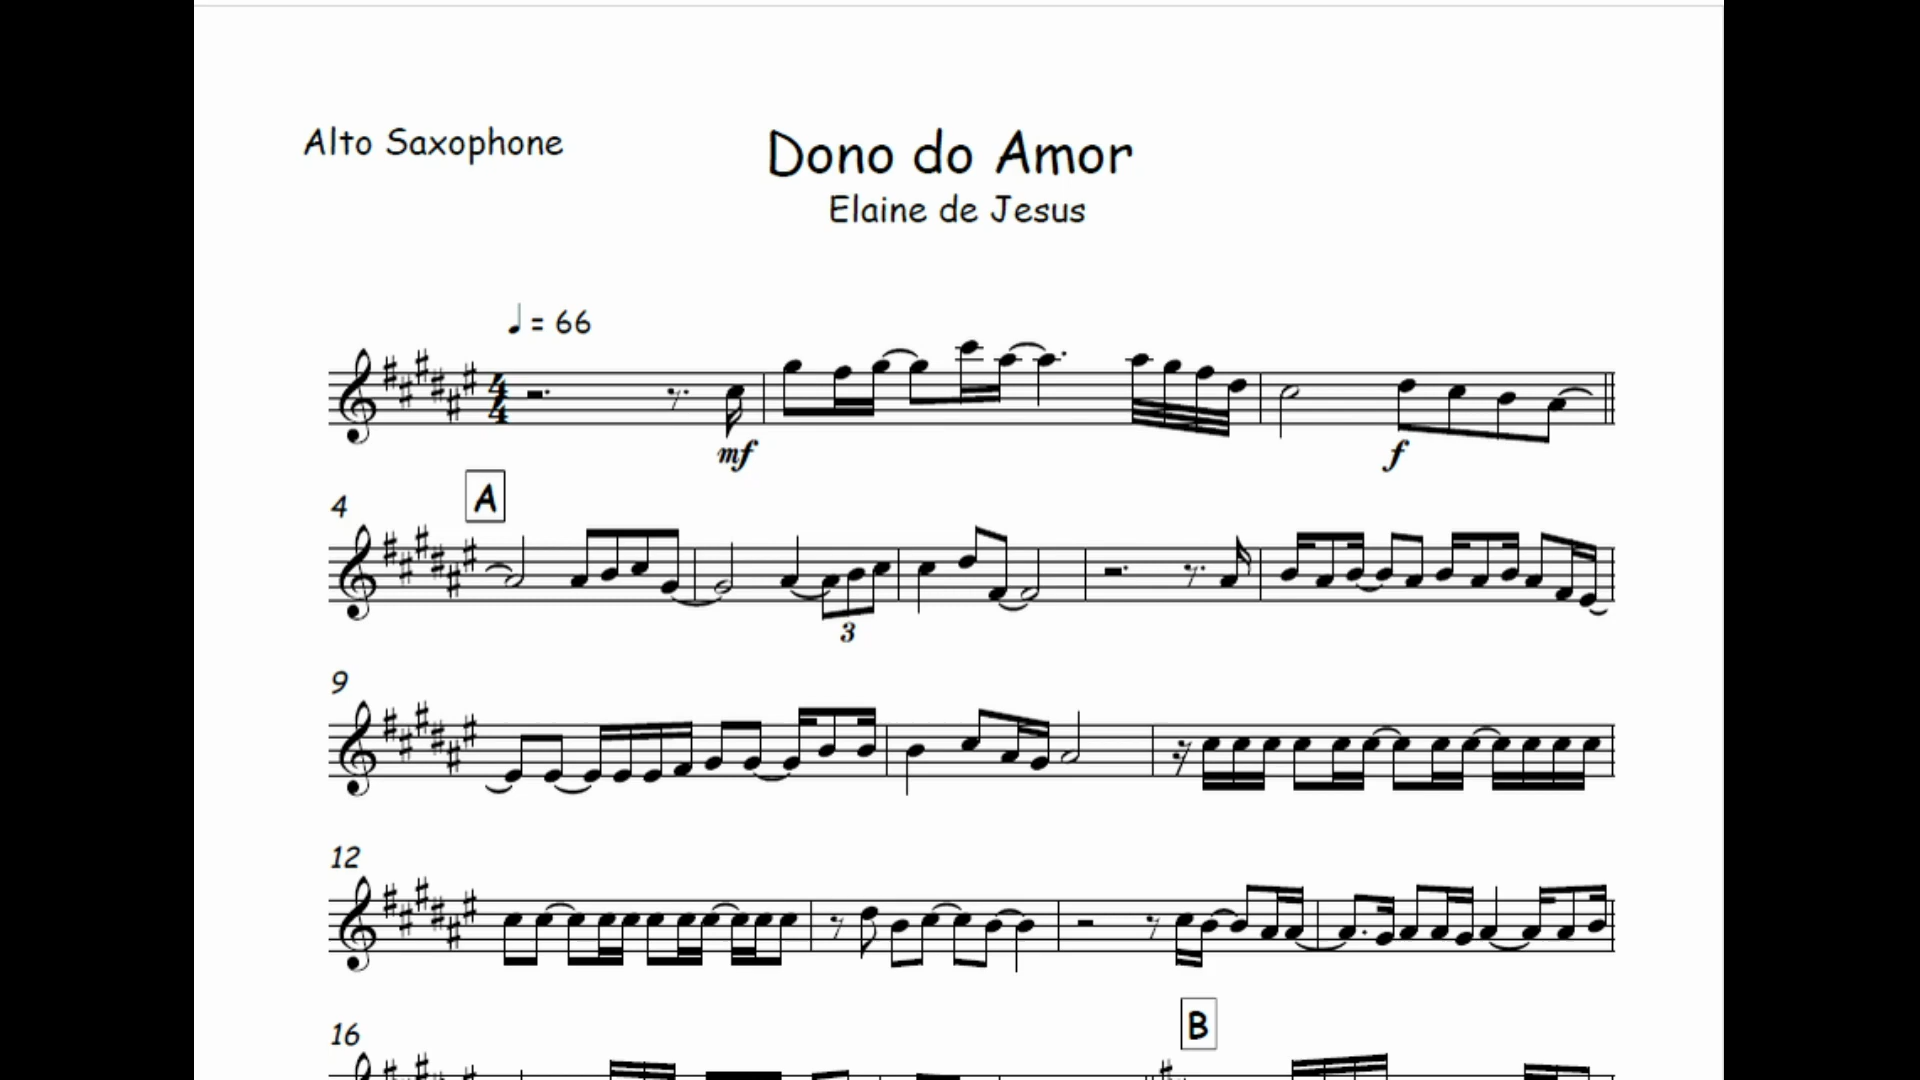 Alto Saxophone
Dono do Amor
Elaine de Jesus
= 66
4
4
mf
f
4
A
3
9
12
16
B